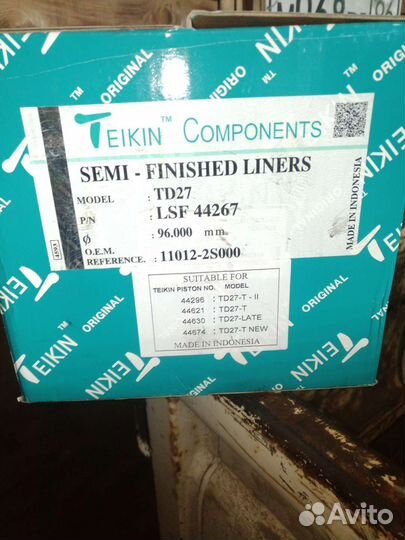 TEIKIN™ COMPONENTS
SEMI - FINISHED LINERS
MODEL : TD27
P/N : LSF 44267
Ø : 96.000 mm.
O.E.M. REFERENCE. : 11012-2S000
MADE IN INDONESIA
SUITABLE FOR
TEIKIN PISTON NO. MODEL
44296 : TD27-T - II
44621 : TD27-T
44630 : TD27-LATE
44674 : TD27-T NEW
MADE IN INDONESIA
ORIGINAL
ORIGINAL
ORIGINAL
TEIKIN™
ORIGINAL
TEIKIN
Avito